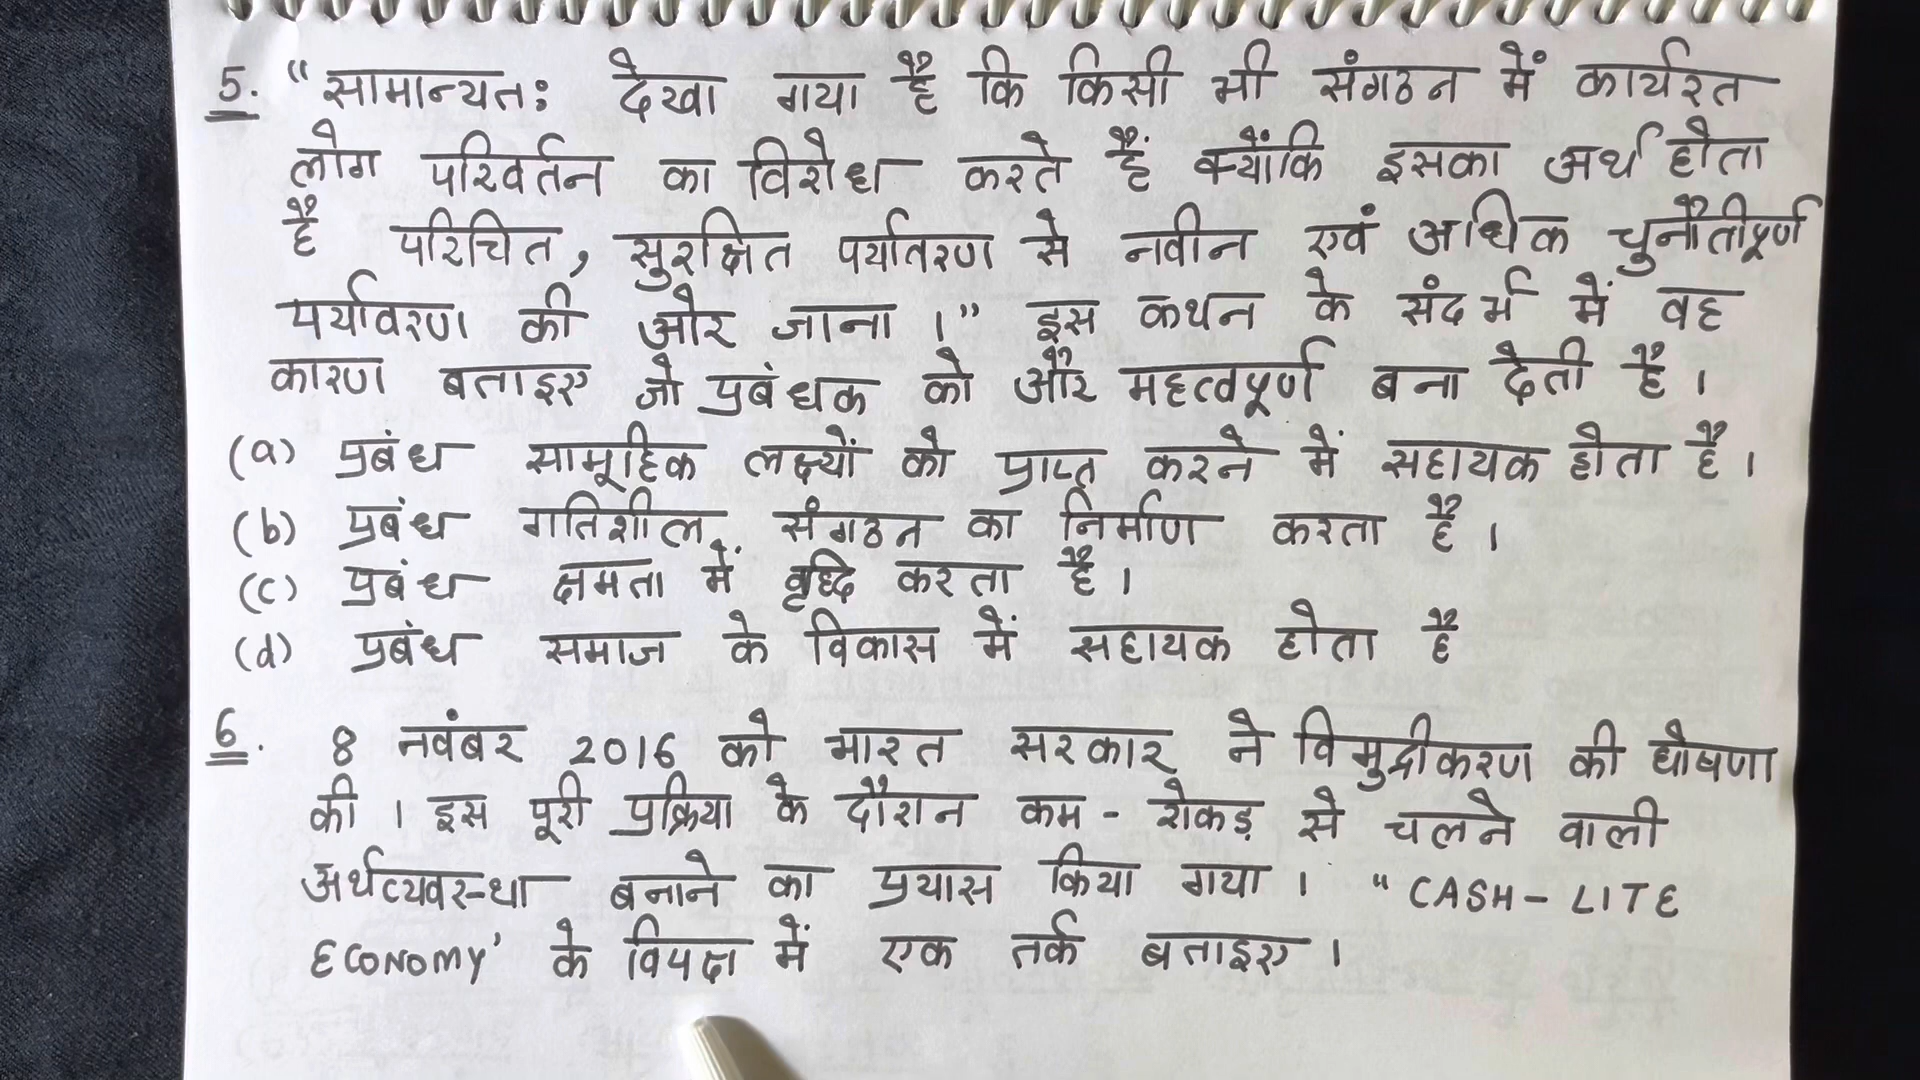 5. "सामान्यतः देखा गया है कि किसी भी संगठन में कार्यरत
लोग परिवर्तन का विरोध करते हैं क्योंकि इसका अर्थ होता
है परिचित, सुरक्षित पर्यावरण से नवीन एवं अधिक चुनौतीपूर्ण
पर्यावरण की ओर जाना ।" इस कथन के संदर्भ में वह
कारण बताइए जो प्रबंधक को और महत्वपूर्ण बना देती है ।
(a) प्रबंध सामूहिक लक्ष्यों को प्राप्त करने में सहायक होता है ।
(b) प्रबंध गतिशील संगठन का निर्माण करता है ।
(c) प्रबंध क्षमता में वृध्दि करता है ।
(d) प्रबंध समाज के विकास में सहायक होता है
6. 8 नवंबर 2016 को भारत सरकार ने विमुद्रीकरण की घोषणा
की । इस पूरी प्रक्रिया के दौरान कम - रोकड़ से चलने वाली
अर्थव्यवस्था बनाने का प्रयास किया गया । "CASH - LITE
ECONOMY' के विपक्ष में एक तर्क बताइए ।